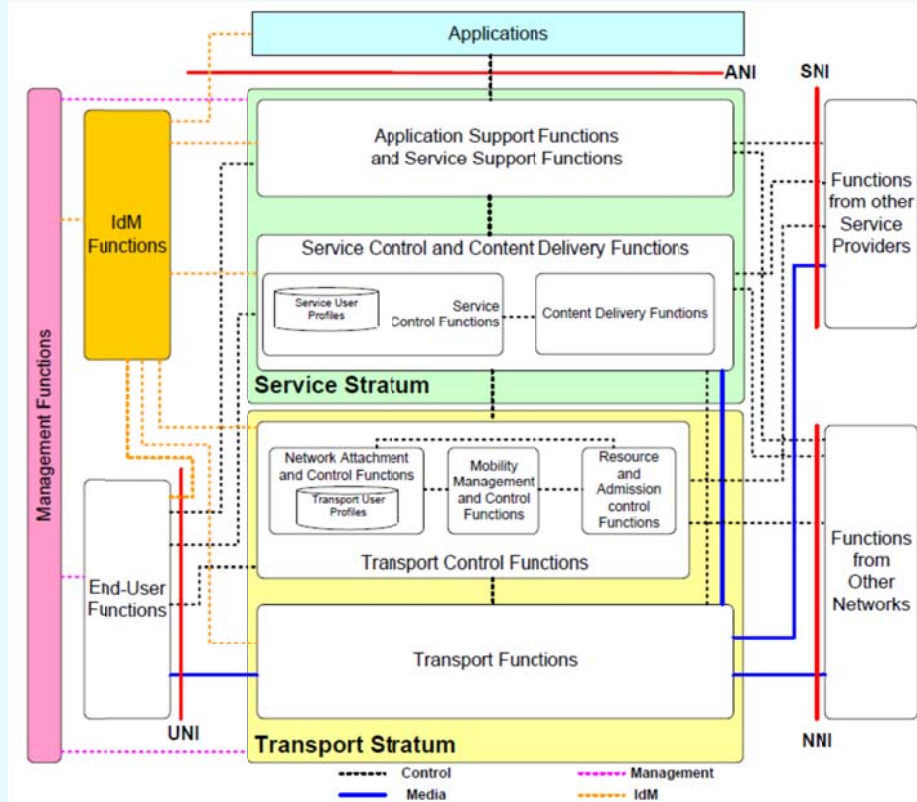 Applications
ANI
SNI
Application Support Functions
and Service Support Functions
Functions
from other
Service
Providers
IdM
Functions
Service Control and Content Delivery Functions
Service User
Profiles
Service
Control Functions
Content Delivery Functions
Service Stratum
Management Functions
Network Attachment
and Control Functions
Transport User
Profiles
Mobility
Management
and Control
Functions
Resource
and
Admission
control
Functions
Transport Control Functions
End-User
Functions
Functions
from
Other
Networks
Transport Functions
UNI
Transport Stratum
NNI
Control
Management
Media
IdM